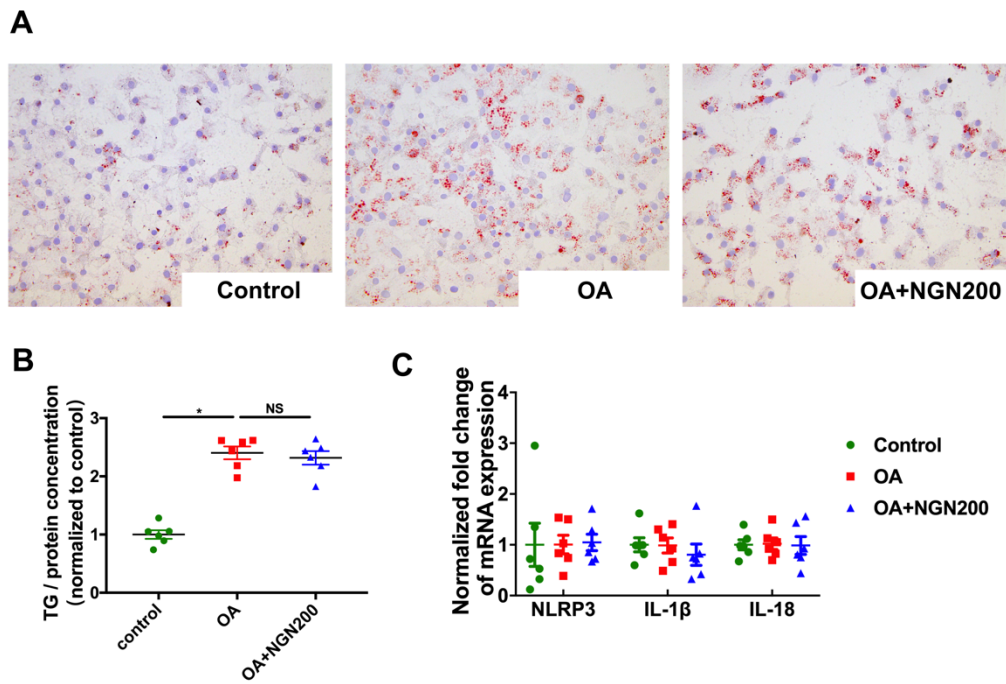 A
Control
OA
OA+NGN200
B
TG / protein concentration
(normalized to control)
3
2
1
0
*
NS
control
OA
OA+NGN200
C
Normalized fold change
of mRNA expression
4
3
2
1
0
NLRP3
IL-1β
IL-18
Control
OA
OA+NGN200